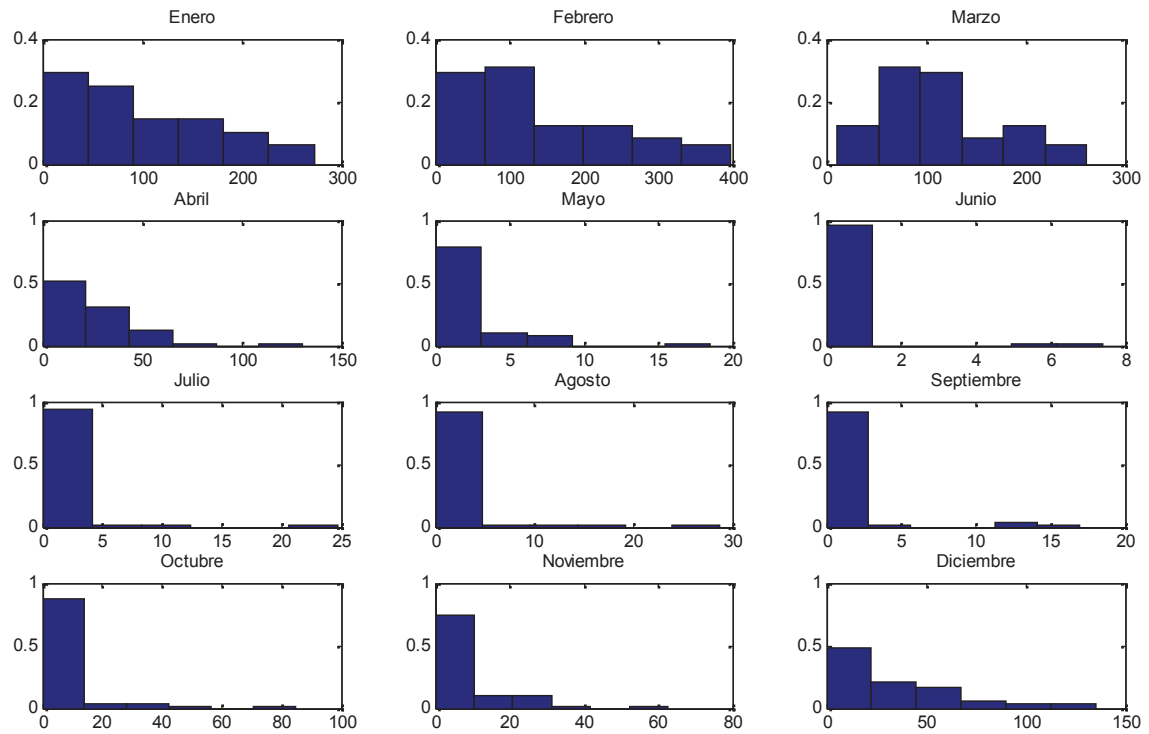 Enero Febrero Marzo
0.4 0.4 0.4
0.2 0.2 0.2
0 0 0
0 100 200 300 0 100 200 300 400 0 100 200 300
Abril Mayo Junio
1 1 1
0.5 0.5 0.5
0 0 0
0 50 100 150 0 5 10 15 20 0 2 4 6 8
Julio Agosto Septiembre
1 1 1
0.5 0.5 0.5
0 0 0
0 5 10 15 20 25 0 10 20 30 0 5 10 15 20
Octubre Noviembre Diciembre
1 1 1
0.5 0.5 0.5
0 0 0
0 20 40 60 80 100 0 20 40 60 80 0 50 100 150